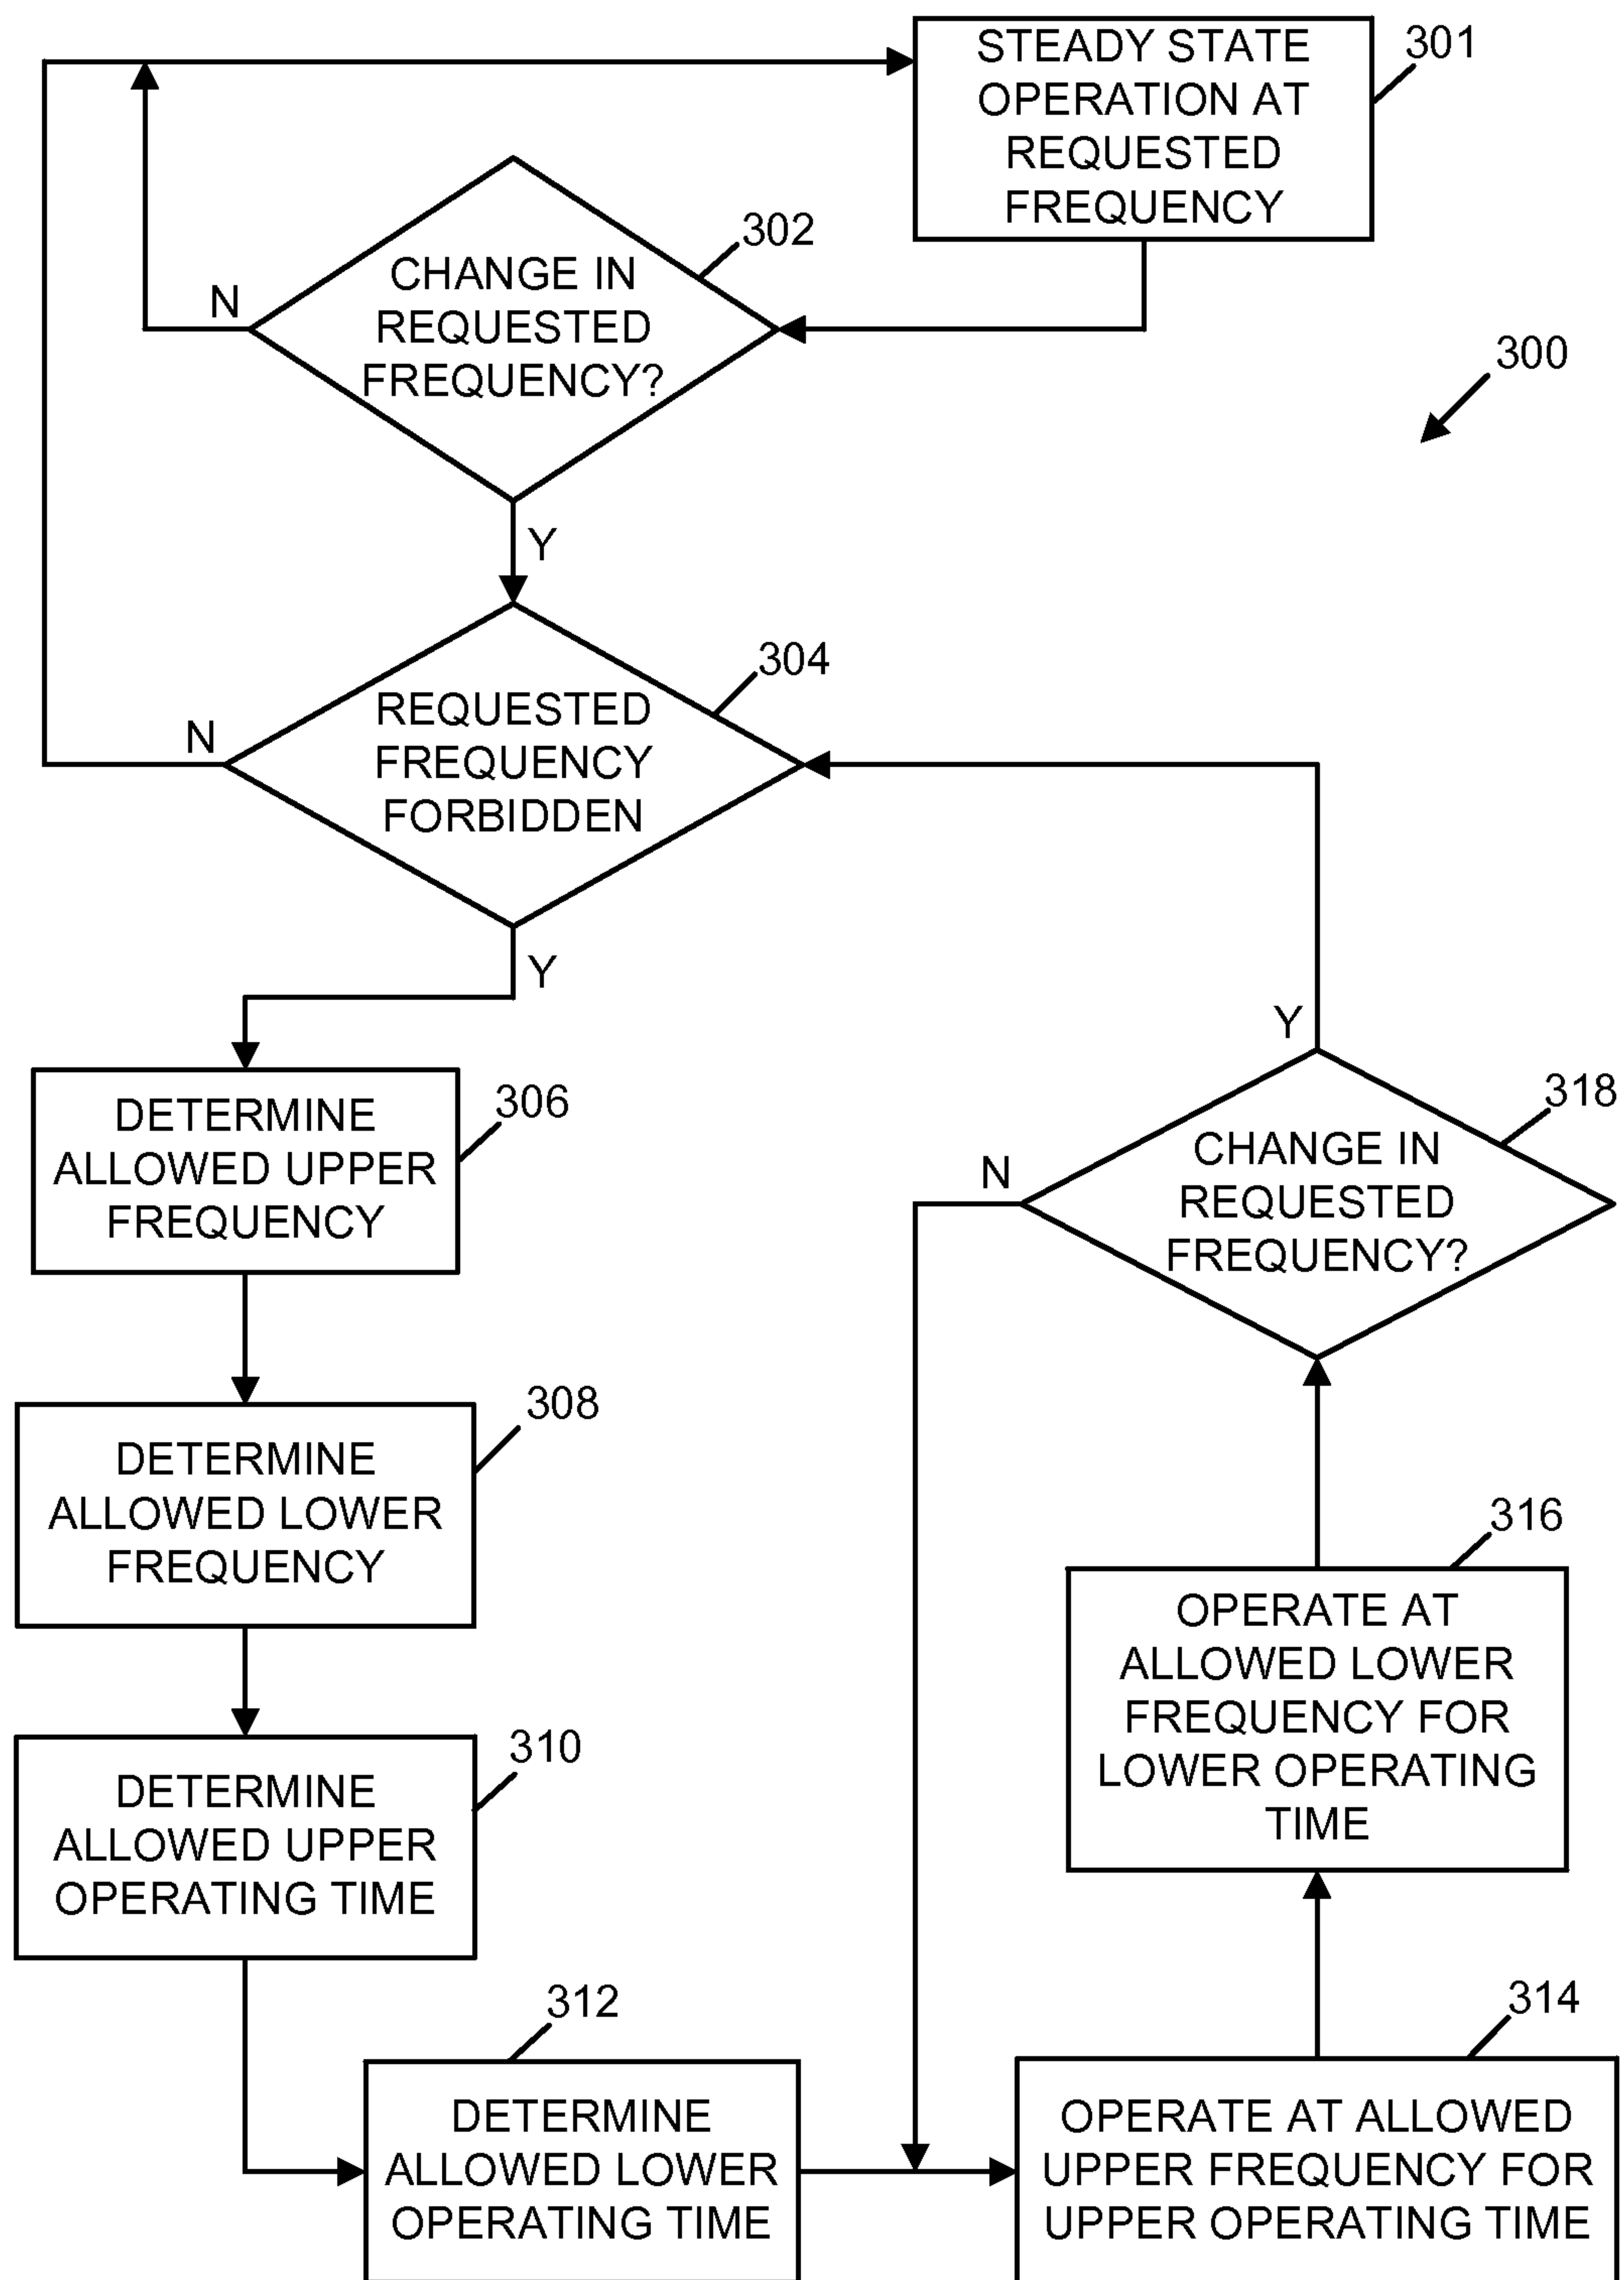 STEADY STATE
OPERATION AT
REQUESTED
FREQUENCY
301
302
CHANGE IN
REQUESTED
FREQUENCY?
N
Y
300
304
REQUESTED
FREQUENCY
FORBIDDEN
N
Y
306
DETERMINE
ALLOWED UPPER
FREQUENCY
308
DETERMINE
ALLOWED LOWER
FREQUENCY
310
DETERMINE
ALLOWED UPPER
OPERATING TIME
312
DETERMINE
ALLOWED LOWER
OPERATING TIME
314
OPERATE AT ALLOWED
UPPER FREQUENCY FOR
UPPER OPERATING TIME
316
OPERATE AT
ALLOWED LOWER
FREQUENCY FOR
LOWER OPERATING
TIME
318
CHANGE IN
REQUESTED
FREQUENCY?
Y
N